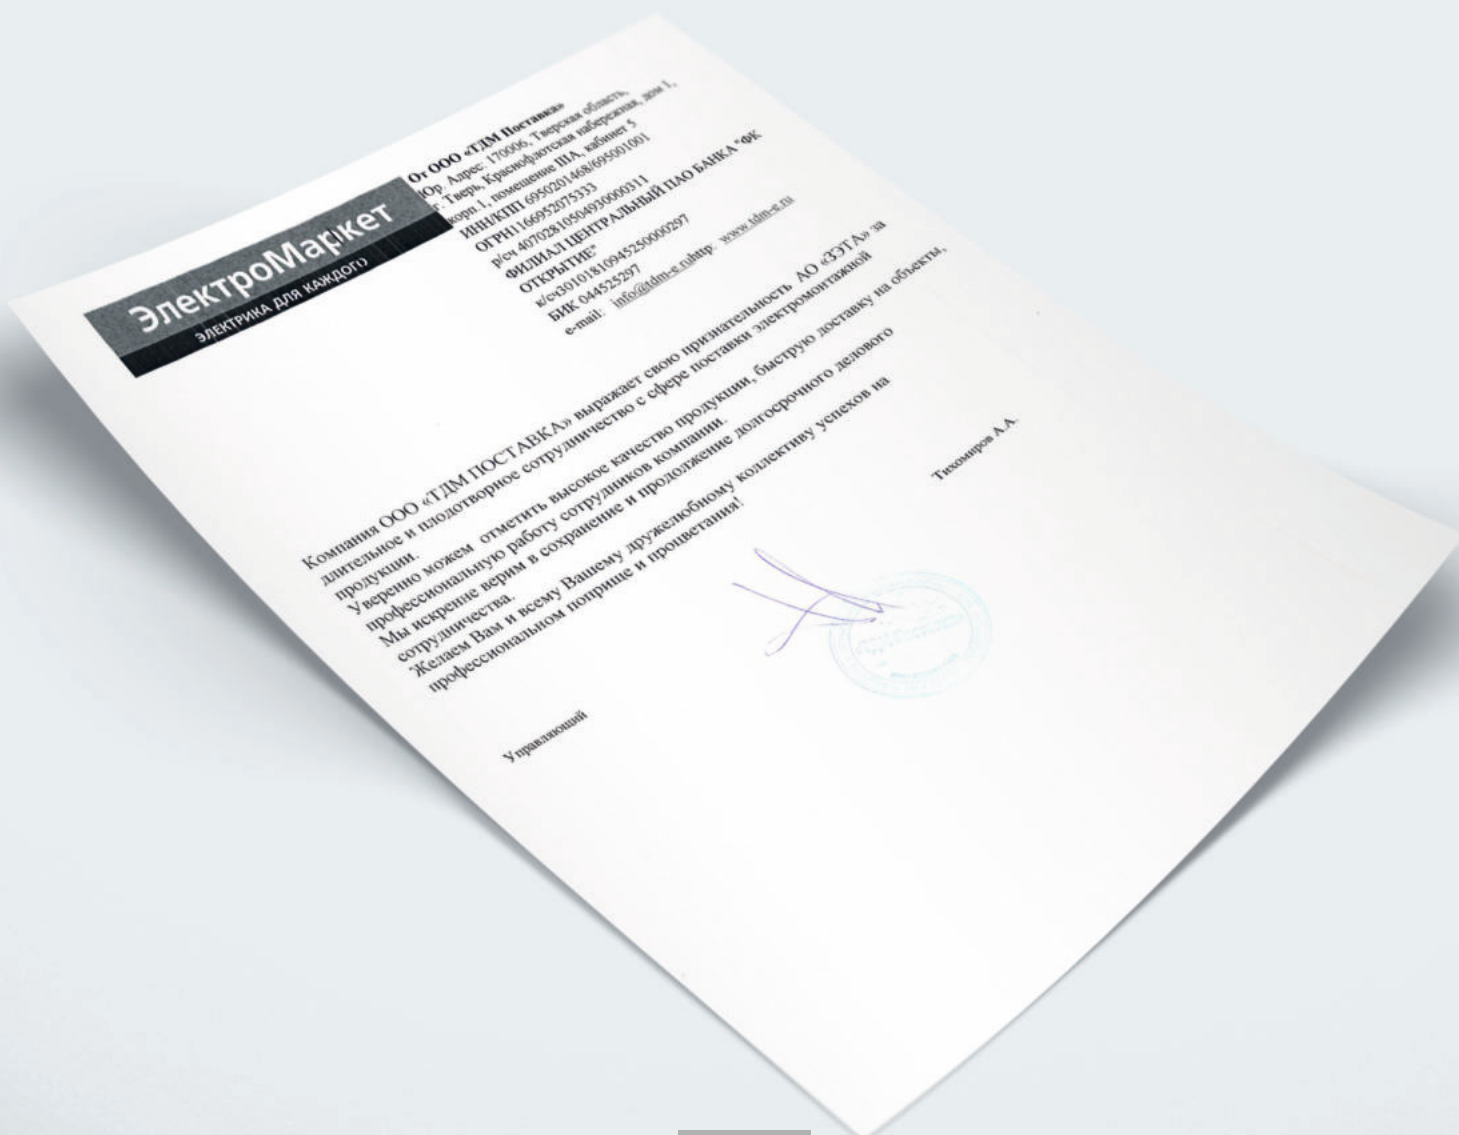 ЭлектроМаркет
ЭЛЕКТРИКА ДЛЯ КАЖДОГО
От ООО «ТДМ Поставка»
Юр. Адрес: 170006, Тверская область,
г. Тверь, Краснофлотская набережная, дом 1,
корп 1, помещение IIIА, кабинет 5
ИНН/КПП 6950201468/695001001
ОГРН1166952075333
р/сч 40702810504930000311
ФИЛИАЛ ЦЕНТРАЛЬНЫЙ ПАО БАНКА "ФК
ОТКРЫТИЕ"
к/сч30101810945250000297
БИК 044525297
e-mail: info@tdm-e.ruhttp: www.tdm-e.ru
Компания ООО «ТДМ ПОСТАВКА» выражает свою признательность АО «ЗЭТА» за
длительное и плодотворное сотрудничество с сфере поставки электромонтажной
продукции.
Уверенно можем отметить высокое качество продукции, быструю доставку на объекты,
профессиональную работу сотрудников компании.
Мы искренне верим в сохранение и продолжение долгосрочного делового
сотрудничества.
Желаем Вам и всему Вашему дружелюбному коллективу успехов на
профессиональном поприще и процветания!
Управляющий
Тихомиров А.А.